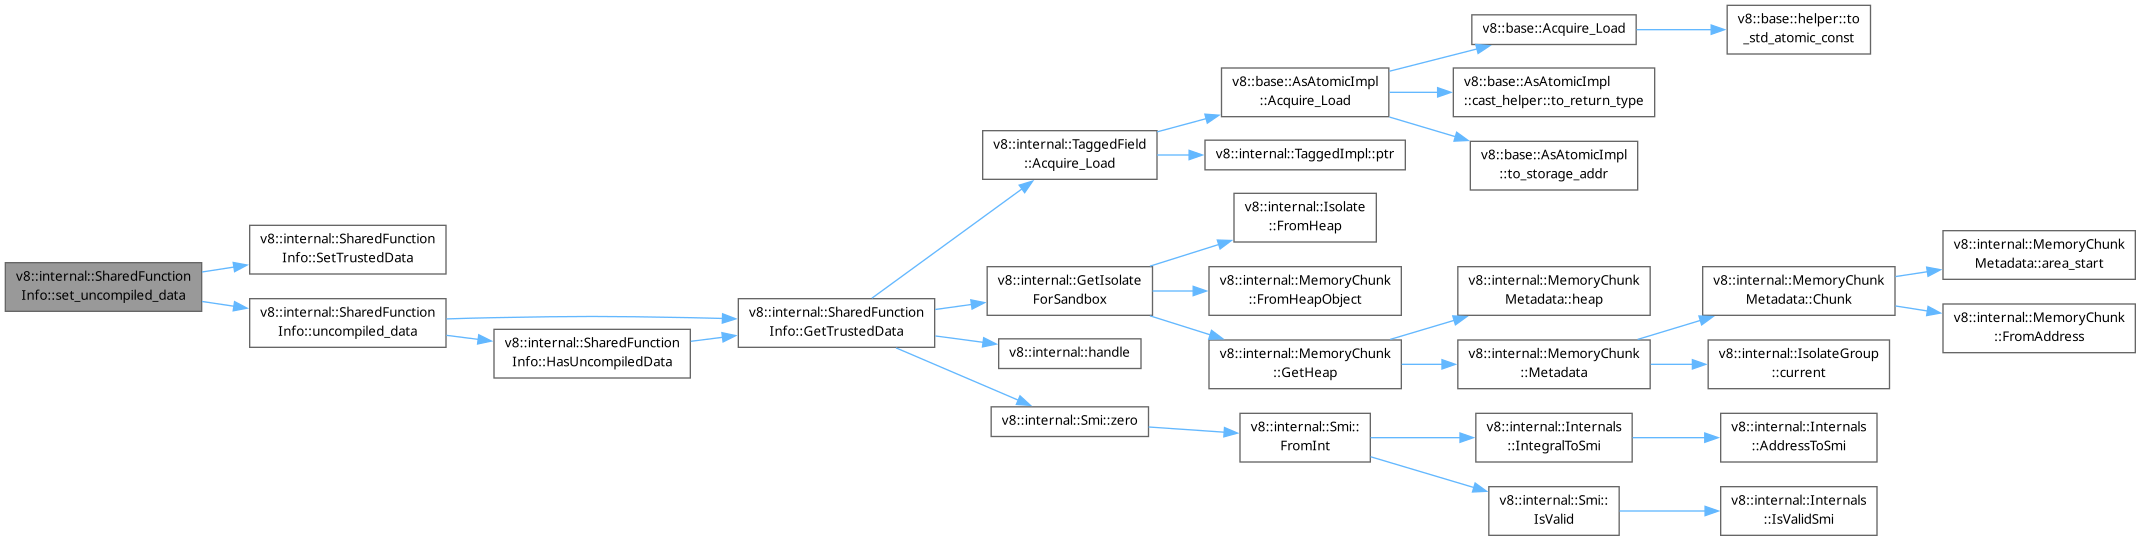 v8::internal::SharedFunction
Info::set_uncompiled_data
v8::internal::SharedFunction
Info::SetTrustedData
v8::internal::SharedFunction
Info::uncompiled_data
v8::internal::SharedFunction
Info::HasUncompiledData
v8::internal::SharedFunction
Info::GetTrustedData
v8::internal::TaggedField
::Acquire_Load
v8::internal::GetIsolate
ForSandbox
v8::internal::handle
v8::internal::Smi::zero
v8::base::AsAtomicImpl
::Acquire_Load
v8::internal::TaggedImpl::ptr
v8::internal::Isolate
::FromHeap
v8::internal::MemoryChunk
::FromHeapObject
v8::internal::MemoryChunk
::GetHeap
v8::internal::Smi::
FromInt
v8::base::Acquire_Load
v8::base::AsAtomicImpl
::cast_helper::to_return_type
v8::base::AsAtomicImpl
::to_storage_addr
v8::internal::MemoryChunk
Metadata::heap
v8::internal::MemoryChunk
::Metadata
v8::internal::Internals
::IntegralToSmi
v8::internal::Smi::
IsValid
v8::base::helper::to
_std_atomic_const
v8::internal::MemoryChunk
Metadata::Chunk
v8::internal::IsolateGroup
::current
v8::internal::Internals
::AddressToSmi
v8::internal::Internals
::IsValidSmi
v8::internal::MemoryChunk
Metadata::area_start
v8::internal::MemoryChunk
::FromAddress